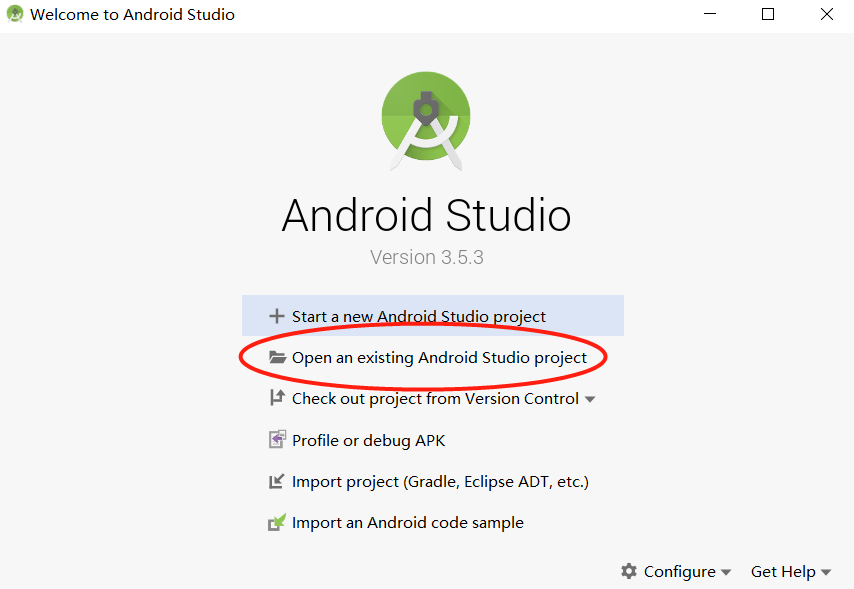 Welcome to Android Studio
Android Studio
Version 3.5.3
Start a new Android Studio project
Open an existing Android Studio project
Check out project from Version Control
Profile or debug APK
Import project (Gradle, Eclipse ADT, etc.)
Import an Android code sample
Configure Get Help